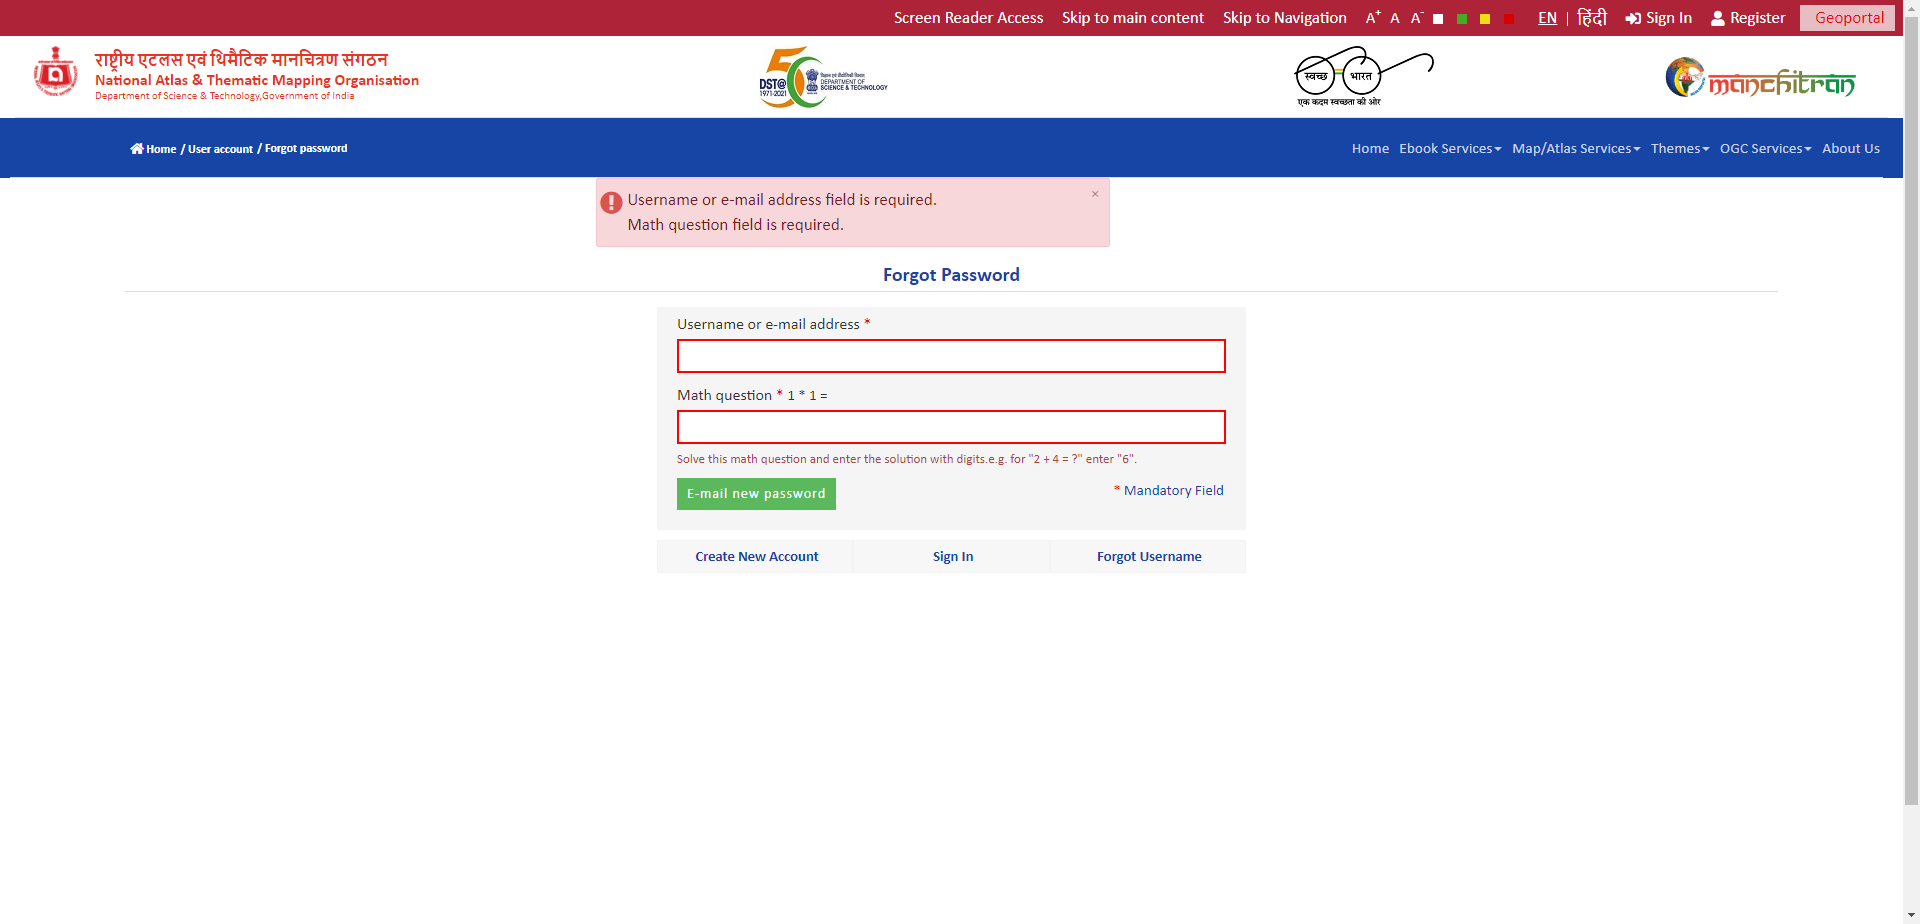 Screen Reader Access Skip to main content Skip to Navigation A+ A A- EN | हिंदी Sign In Register Geoportal
राष्ट्रीय एटलस एवं थिमैटिक मानचित्रण संगठन
National Atlas & Thematic Mapping Organisation
Department of Science & Technology,Government of India
50
DST@
1971-2021
विज्ञान एवं प्रौद्योगिकी विभाग
DEPARTMENT OF
SCIENCE & TECHNOLOGY
स्वच्छ भारत
एक कदम स्वच्छता की ओर
manchitran
Home / User account / Forgot password
Home Ebook Services Map/Atlas Services Themes OGC Services About Us
Username or e-mail address field is required. ×
Math question field is required.
Forgot Password
Username or e-mail address *
Math question * 1 * 1 =
Solve this math question and enter the solution with digits.e.g. for "2 + 4 = ?" enter "6".
E-mail new password
* Mandatory Field
Create New Account Sign In Forgot Username